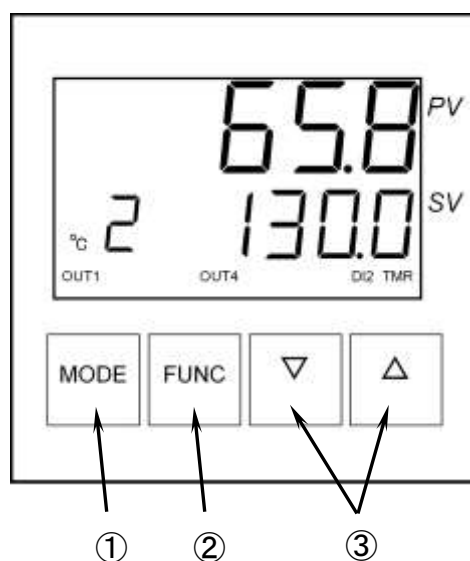 65.8 PV
℃ 2 130.0 SV
OUT1 OUT4 DI2 TMR
MODE FUNC ▽ △
① ② ③